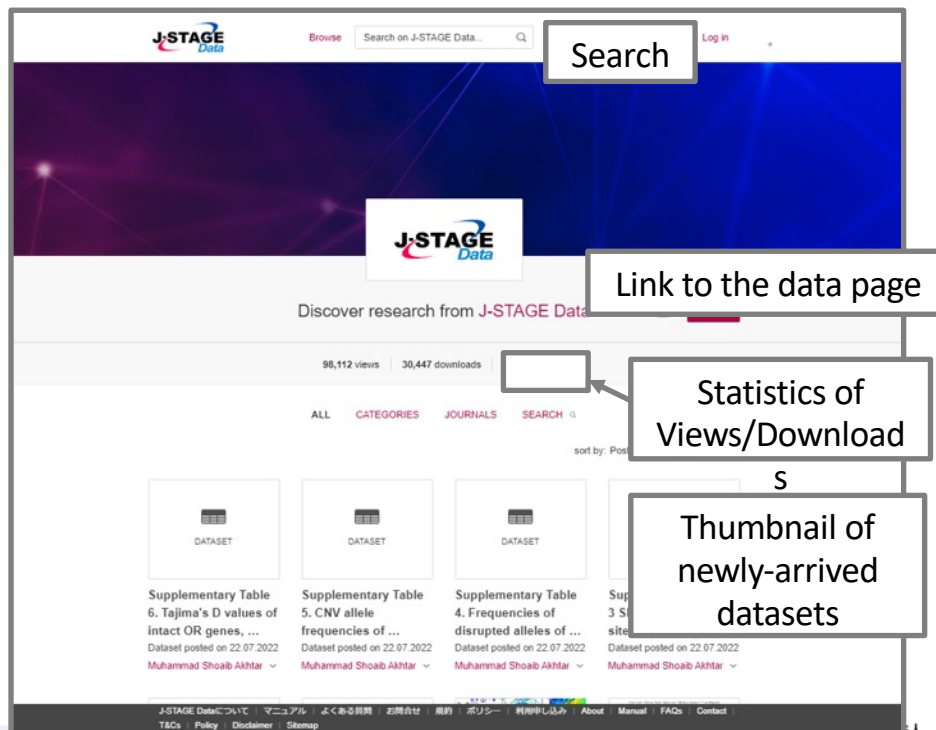 J-STAGE
Data
Browse
Search on J-STAGE Data...
Search
Log in
J-STAGE
Data
Link to the data page
Discover research from J-STAGE Data
98,112 views
30,447 downloads
Statistics of
Views/Download
s
ALL
CATEGORIES
JOURNALS
SEARCH
sort by:
Thumbnail of
newly-arrived
datasets
DATASET
DATASET
DATASET
Supplementary Table
6. Tajima's D values of
intact OR genes, ...
Dataset posted on 22.07.2022
Muhammad Shoaib Akhtar
Supplementary Table
5. CNV allele
frequencies of ...
Dataset posted on 22.07.2022
Muhammad Shoaib Akhtar
Supplementary Table
4. Frequencies of
disrupted alleles of ...
Dataset posted on 22.07.2022
Muhammad Shoaib Akhtar
Dataset posted on 22.07.2022
Muhammad Shoaib Akhtar
J-STAGE Dataについて | マニュアル | よくある質問 | お問合せ | 規約 | ポリシー | 利用申し込み | About | Manual | FAQs | Contact |
T&Cs | Policy | Disclaimer | Sitemap